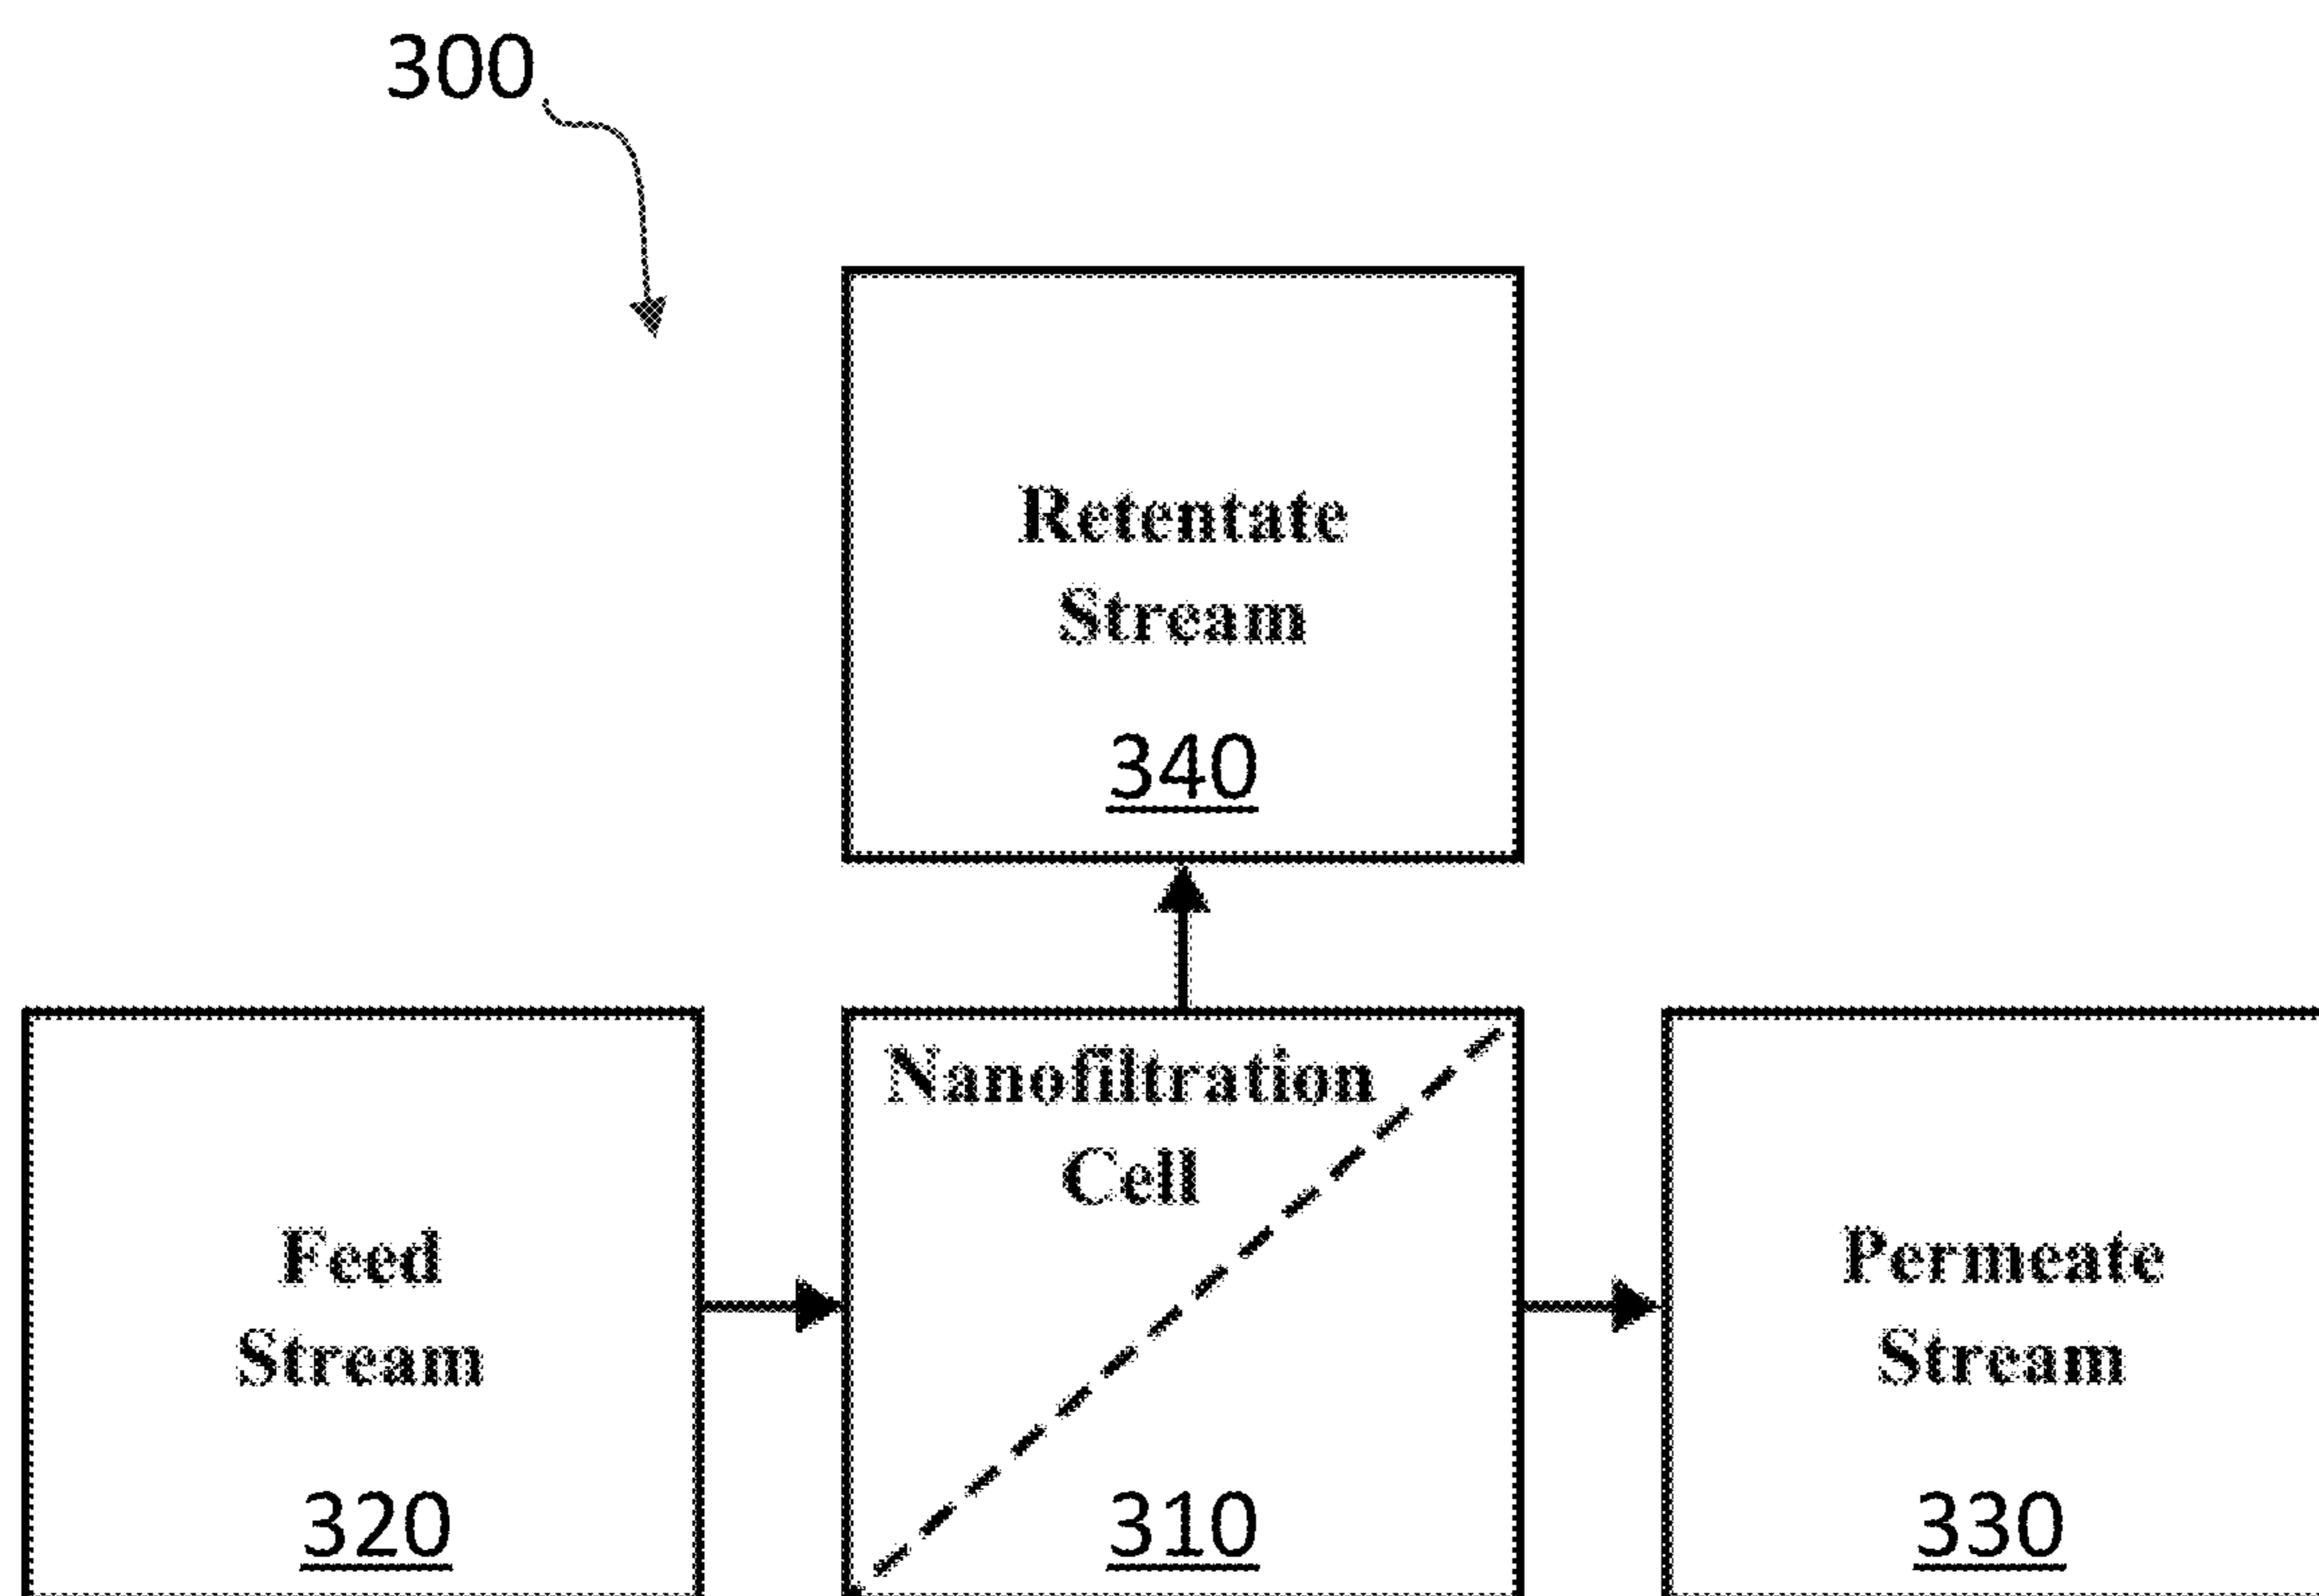 300
Retentate
Stream
340
Nanofiltration
Cell
310
Feed
Stream
320
Permeate
Stream
330